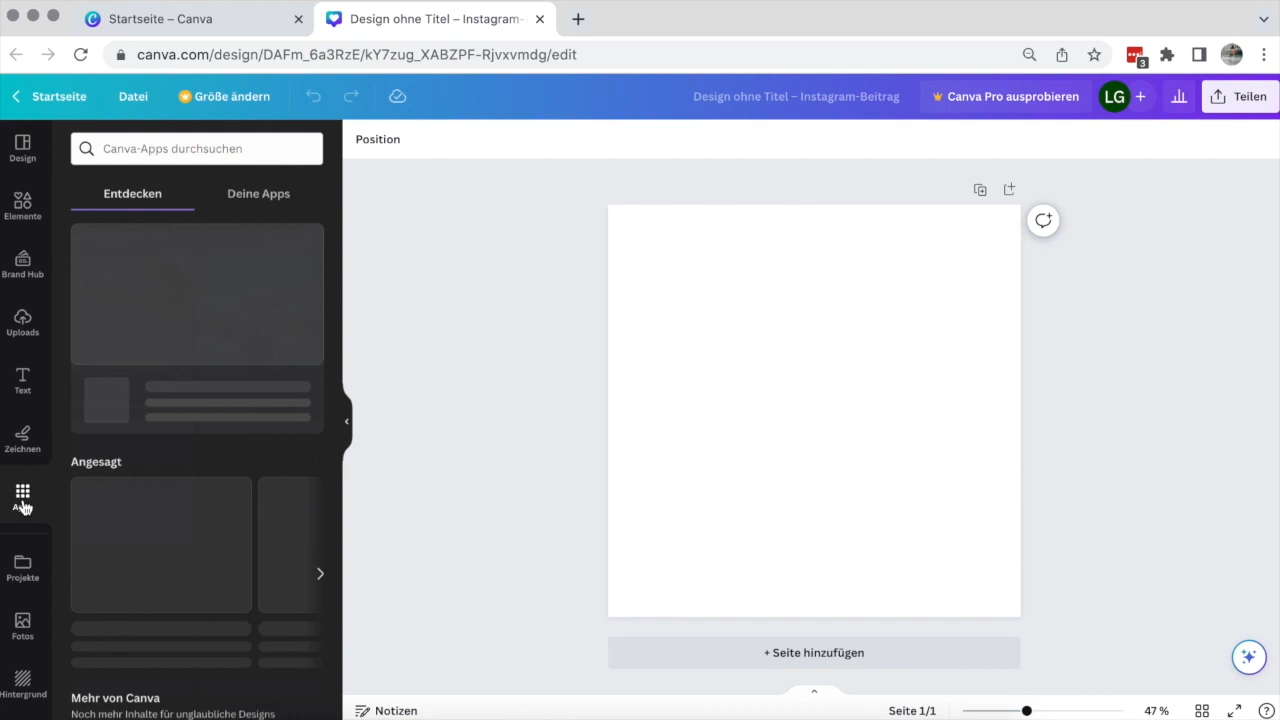 Startseite – Canva
Design ohne Titel – Instagram-
canva.com/design/DAFm_6a3RzE/kY7zug_XABZPF-Rjvxvmdg/edit
3
Startseite
Datei
Größe ändern
Design ohne Titel – Instagram-Beitrag
Canva Pro ausprobieren
LG
Teilen
Design
Elemente
Brand Hub
Uploads
Text
Zeichnen
Projekte
Fotos
Hintergrund
Canva-Apps durchsuchen
Entdecken
Deine Apps
Angesagt
Mehr von Canva
Noch mehr Inhalte für unglaubliche Designs
Position
+ Seite hinzufügen
Notizen
Seite 1/1
47 %